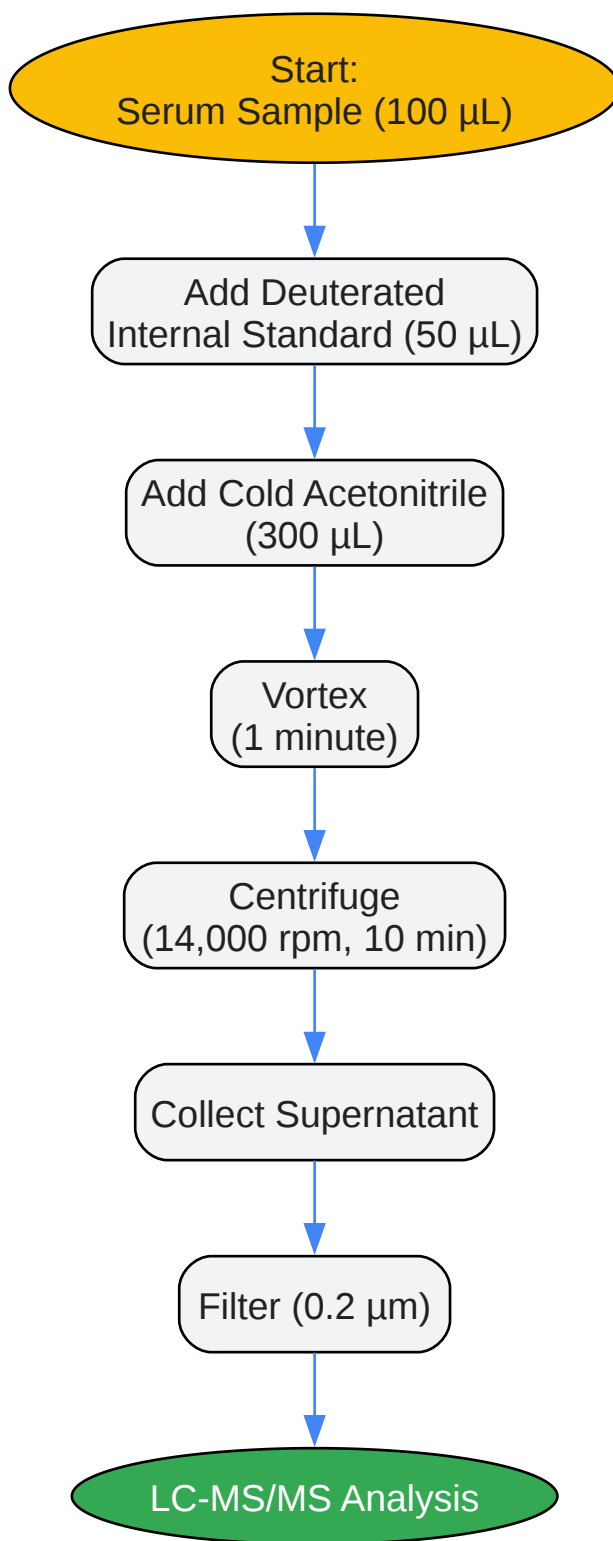 Start:
Serum Sample (100 µL)
Add Deuterated
Internal Standard (50 µL)
Add Cold Acetonitrile
(300 µL)
Vortex
(1 minute)
Centrifuge
(14,000 rpm, 10 min)
Collect Supernatant
Filter (0.2 µm)
LC-MS/MS Analysis